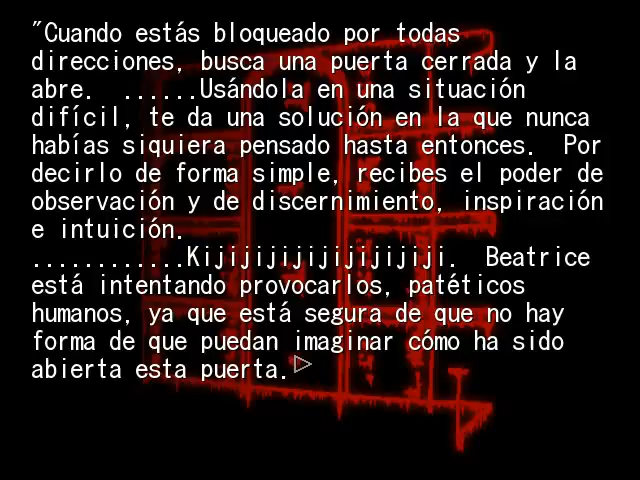 "Cuando estás bloqueado por todas
direcciones, busca una puerta cerrada y la
abre.  ......Usándola en una situación
difícil, te da una solución en la que nunca
habías siquiera pensado hasta entonces.  Por
decirlo de forma simple, recibes el poder de
observación y de discernimiento, inspiración
e intuición.
............Kijijijijijijijijiji.  Beatrice
está intentando provocarlos, patéticos
humanos, ya que está segura de que no hay
forma de que puedan imaginar cómo ha sido
abierta esta puerta.